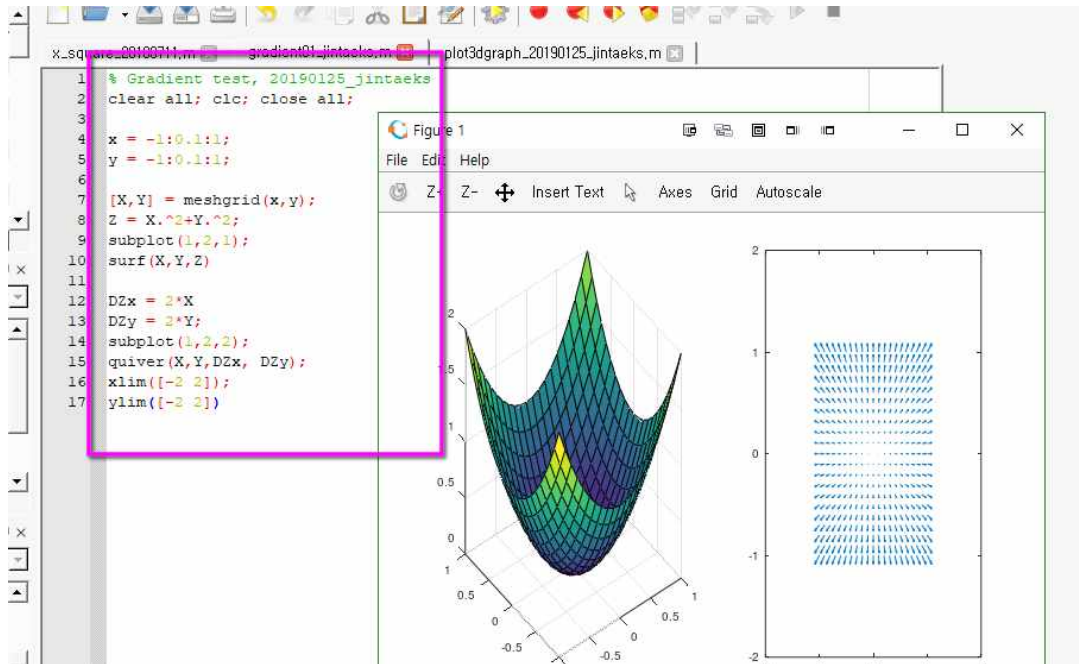 x_square_20180711.m gradient01_jintaeks.m plot3dgraph_20190125_jintaeks.m
1 % Gradient test, 20190125_jintaeks
2 clear all; clc; close all;
3
4 x = -1:0.1:1;
5 y = -1:0.1:1;
6
7 [X,Y] = meshgrid(x,y);
8 Z = X.^2+Y.^2;
9 subplot(1,2,1);
10 surf(X,Y,Z)
11
12 DZx = 2*X
13 DZy = 2*Y;
14 subplot(1,2,2);
15 quiver(X,Y,DZx, DZy);
16 xlim([-2 2]);
17 ylim([-2 2])
Figure 1
File Edit Help
Z+ Z- Insert Text Axes Grid Autoscale
2
1.5
1
0.5
0
1
0.5
0
-0.5
1
0.5
0
-0.5
2
1
0
-1
-2